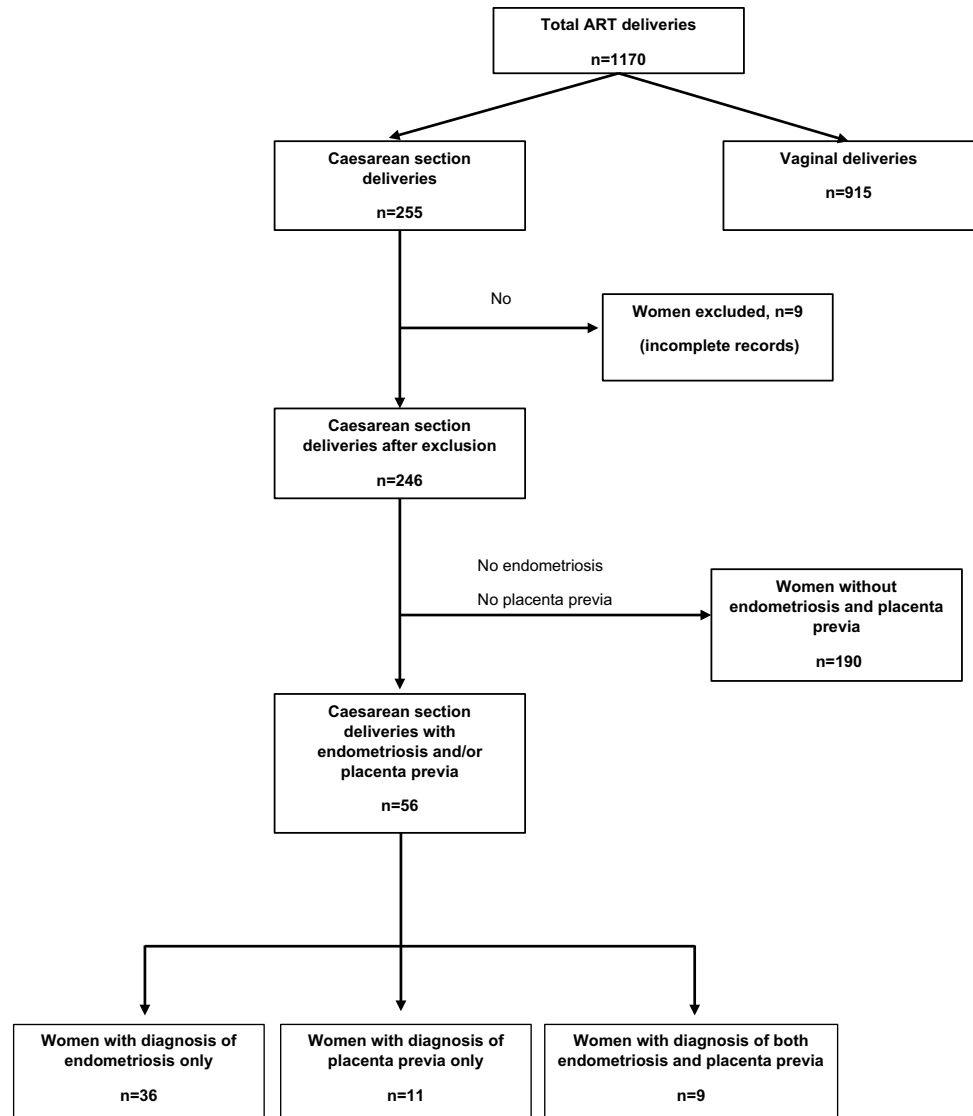 Total ART deliveries
n=1170
Caesarean section
deliveries
n=255
Vaginal deliveries
n=915
No
Women excluded, n=9
(incomplete records)
Caesarean section
deliveries after exclusion
n=246
No endometriosis
No placenta previa
Women without
endometriosis and placenta
previa
n=190
Caesarean section
deliveries with
endometriosis and/or
placenta previa
n=56
Women with diagnosis of
endometriosis only
n=36
Women with diagnosis of
placenta previa only
n=11
Women with diagnosis of both
endometriosis and placenta previa
n=9